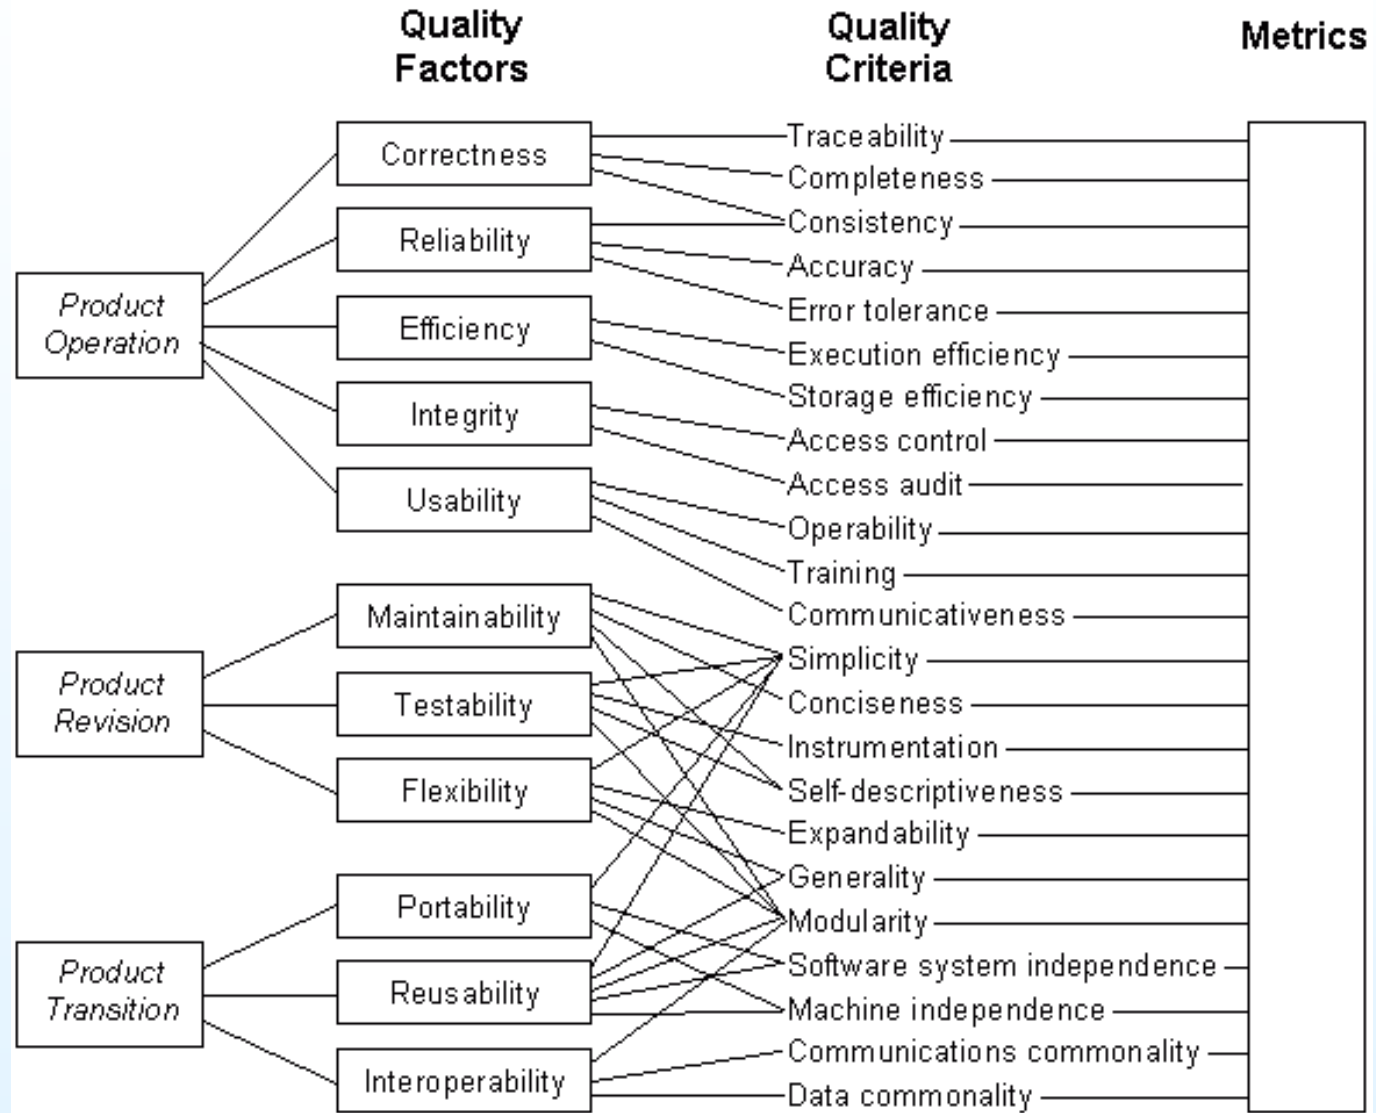 Quality
Factors
Quality
Criteria
Metrics
Product
Operation
Correctness
Reliability
Efficiency
Integrity
Usability
Product
Revision
Maintainability
Testability
Flexibility
Product
Transition
Portability
Reusability
Interoperability
Traceability
Completeness
Consistency
Accuracy
Error tolerance
Execution efficiency
Storage efficiency
Access control
Access audit
Operability
Training
Communicativeness
Simplicity
Conciseness
Instrumentation
Self-descriptiveness
Expandability
Generality
Modularity
Software system independence
Machine independence
Communications commonality
Data commonality